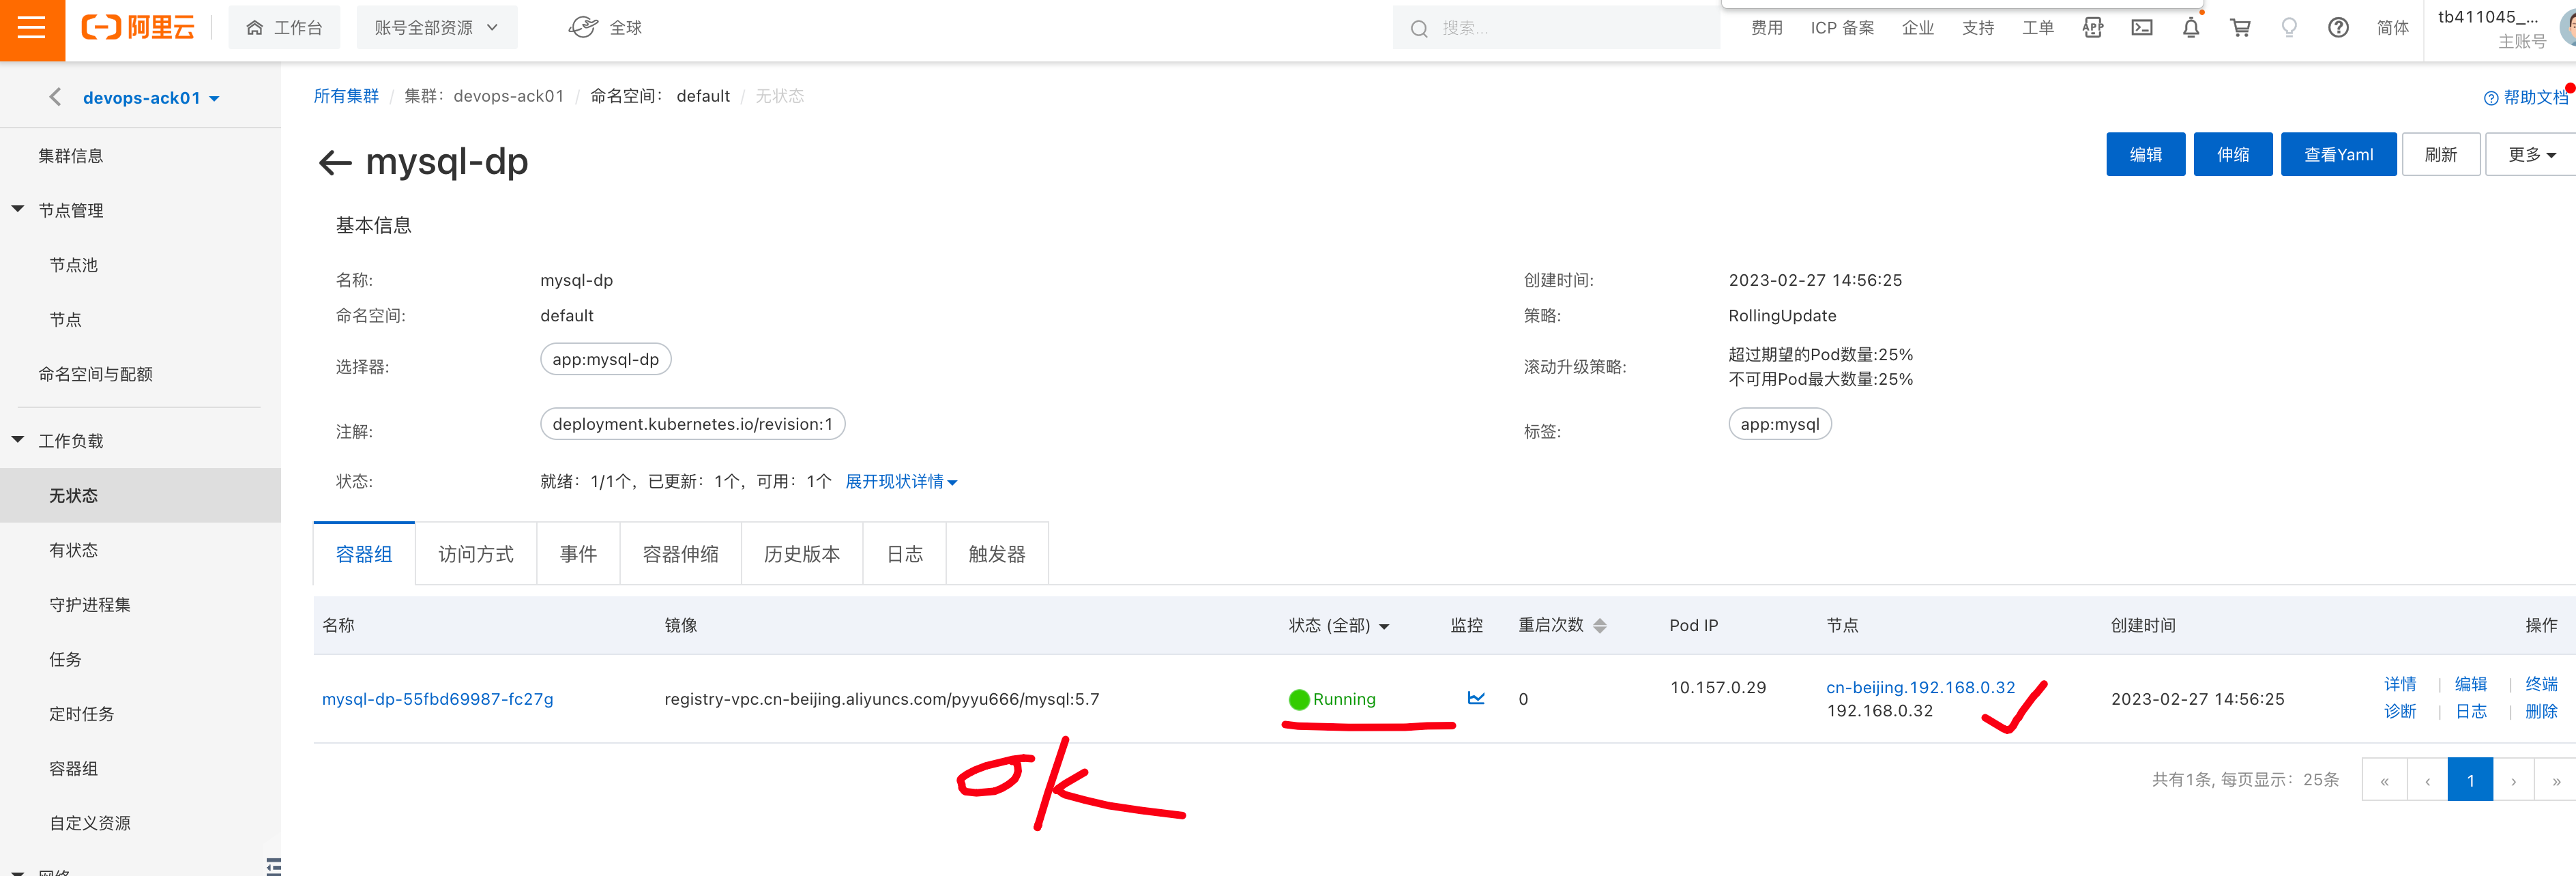 阿里云
工作台
账号全部资源
全球
搜索...
费用
ICP 备案
企业
支持
工单
简体
tb411045_...
主账号
devops-ack01
集群信息
节点管理
节点池
节点
命名空间与配额
工作负载
无状态
有状态
守护进程集
任务
定时任务
容器组
自定义资源
所有集群 / 集群：devops-ack01 / 命名空间： default / 无状态
帮助文档
mysql-dp
编辑
伸缩
查看Yaml
刷新
更多
基本信息
名称: mysql-dp
创建时间: 2023-02-27 14:56:25
命名空间: default
策略: RollingUpdate
选择器: app:mysql-dp
滚动升级策略: 超过期望的Pod数量:25%
不可用Pod最大数量:25%
注解: deployment.kubernetes.io/revision:1
标签: app:mysql
状态: 就绪：1/1个，已更新：1个，可用：1个 展开现状详情
容器组 访问方式 事件 容器伸缩 历史版本 日志 触发器
名称 镜像 状态 (全部) 监控 重启次数 Pod IP 节点 创建时间 操作
mysql-dp-55fbd69987-fc27g registry-vpc.cn-beijing.aliyuncs.com/pyyu666/mysql:5.7 Running 0 10.157.0.29 cn-beijing.192.168.0.32 2023-02-27 14:56:25 详情 | 编辑 | 终端
192.168.0.32 诊断 | 日志 | 删除
ok
共有1条, 每页显示：25条 « ‹ 1 › »